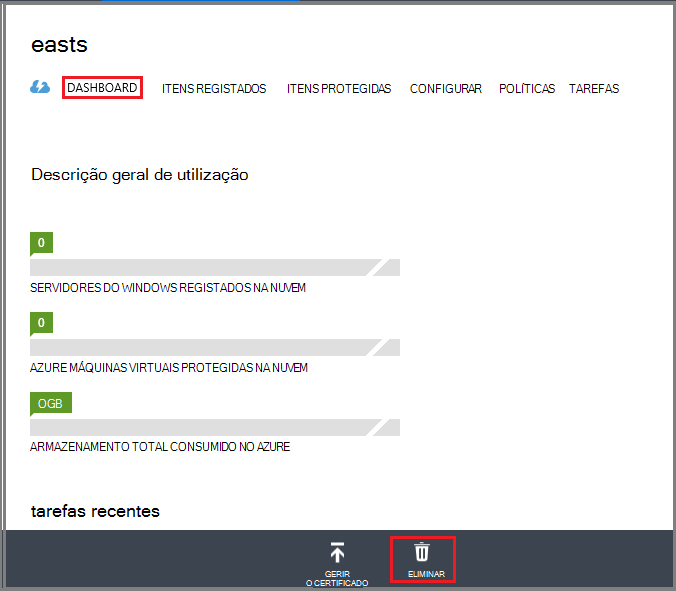 easts
DASHBOARD ITENS REGISTADOS ITENS PROTEGIDAS CONFIGURAR POLÍTICAS TAREFAS
Descrição geral de utilização
0
SERVIDORES DO WINDOWS REGISTADOS NA NUVEM
0
AZURE MÁQUINAS VIRTUAIS PROTEGIDAS NA NUVEM
OGB
ARMAZENAMENTO TOTAL CONSUMIDO NO AZURE
tarefas recentes
GERIR
O CERTIFICADO
ELIMINAR